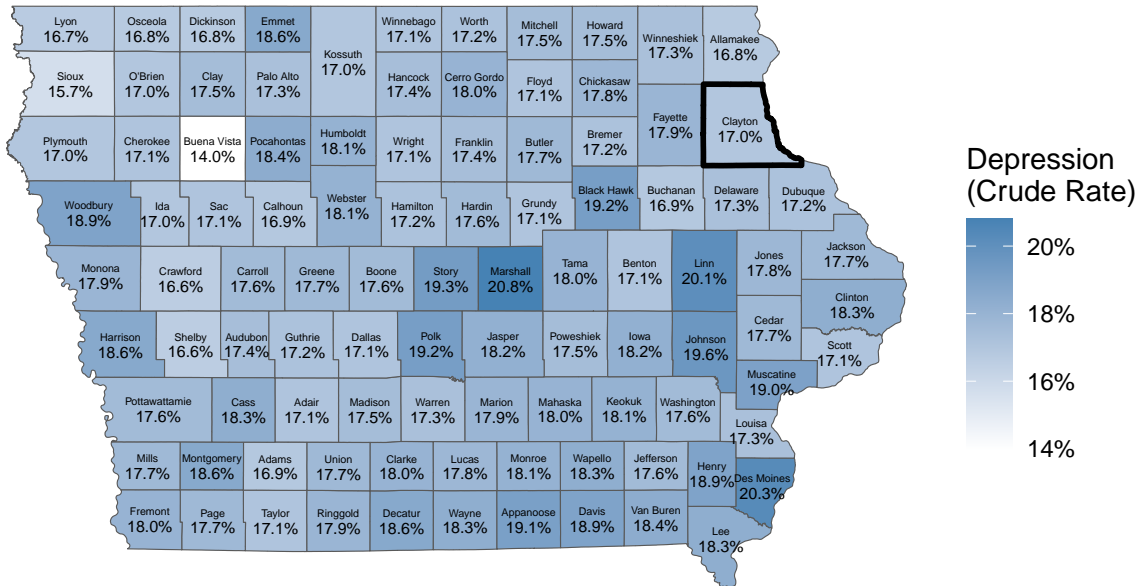 Lyon
16.7%
Osceola
16.8%
Dickinson
16.8%
Emmet
18.6%
Kossuth
17.0%
Winnebago
17.1%
Worth
17.2%
Mitchell
17.5%
Howard
17.5%
Winneshiek
17.3%
Allamakee
16.8%
Sioux
15.7%
O'Brien
17.0%
Clay
17.5%
Palo Alto
17.3%
Hancock
17.4%
Cerro Gordo
18.0%
Floyd
17.1%
Chickasaw
17.8%
Fayette
17.9%
Clayton
17.0%
Plymouth
17.0%
Cherokee
17.1%
Buena Vista
14.0%
Pocahontas
18.4%
Humboldt
18.1%
Wright
17.1%
Franklin
17.4%
Butler
17.7%
Bremer
17.2%
Woodbury
18.9%
Ida
17.0%
Sac
17.1%
Calhoun
16.9%
Webster
18.1%
Hamilton
17.2%
Hardin
17.6%
Grundy
17.1%
Black Hawk
19.2%
Buchanan
16.9%
Delaware
17.3%
Dubuque
17.2%
Monona
17.9%
Crawford
16.6%
Carroll
17.6%
Greene
17.7%
Boone
17.6%
Story
19.3%
Marshall
20.8%
Tama
18.0%
Benton
17.1%
Linn
20.1%
Jones
17.8%
Jackson
17.7%
Clinton
18.3%
Harrison
18.6%
Shelby
16.6%
Audubon
17.4%
Guthrie
17.2%
Dallas
17.1%
Polk
19.2%
Jasper
18.2%
Poweshiek
17.5%
Iowa
18.2%
Johnson
19.6%
Cedar
17.7%
Scott
17.1%
Muscatine
19.0%
Pottawattamie
17.6%
Cass
18.3%
Adair
17.1%
Madison
17.5%
Warren
17.3%
Marion
17.9%
Mahaska
18.0%
Keokuk
18.1%
Washington
17.6%
Louisa
17.3%
Mills
17.7%
Montgomery
18.6%
Adams
16.9%
Union
17.7%
Clarke
18.0%
Lucas
17.8%
Monroe
18.1%
Wapello
18.3%
Jefferson
17.6%
Henry
18.9%
Des Moines
20.3%
Fremont
18.0%
Page
17.7%
Taylor
17.1%
Ringgold
17.9%
Decatur
18.6%
Wayne
18.3%
Appanoose
19.1%
Davis
18.9%
Van Buren
18.4%
Lee
18.3%
Depression
(Crude Rate)
20%
18%
16%
14%